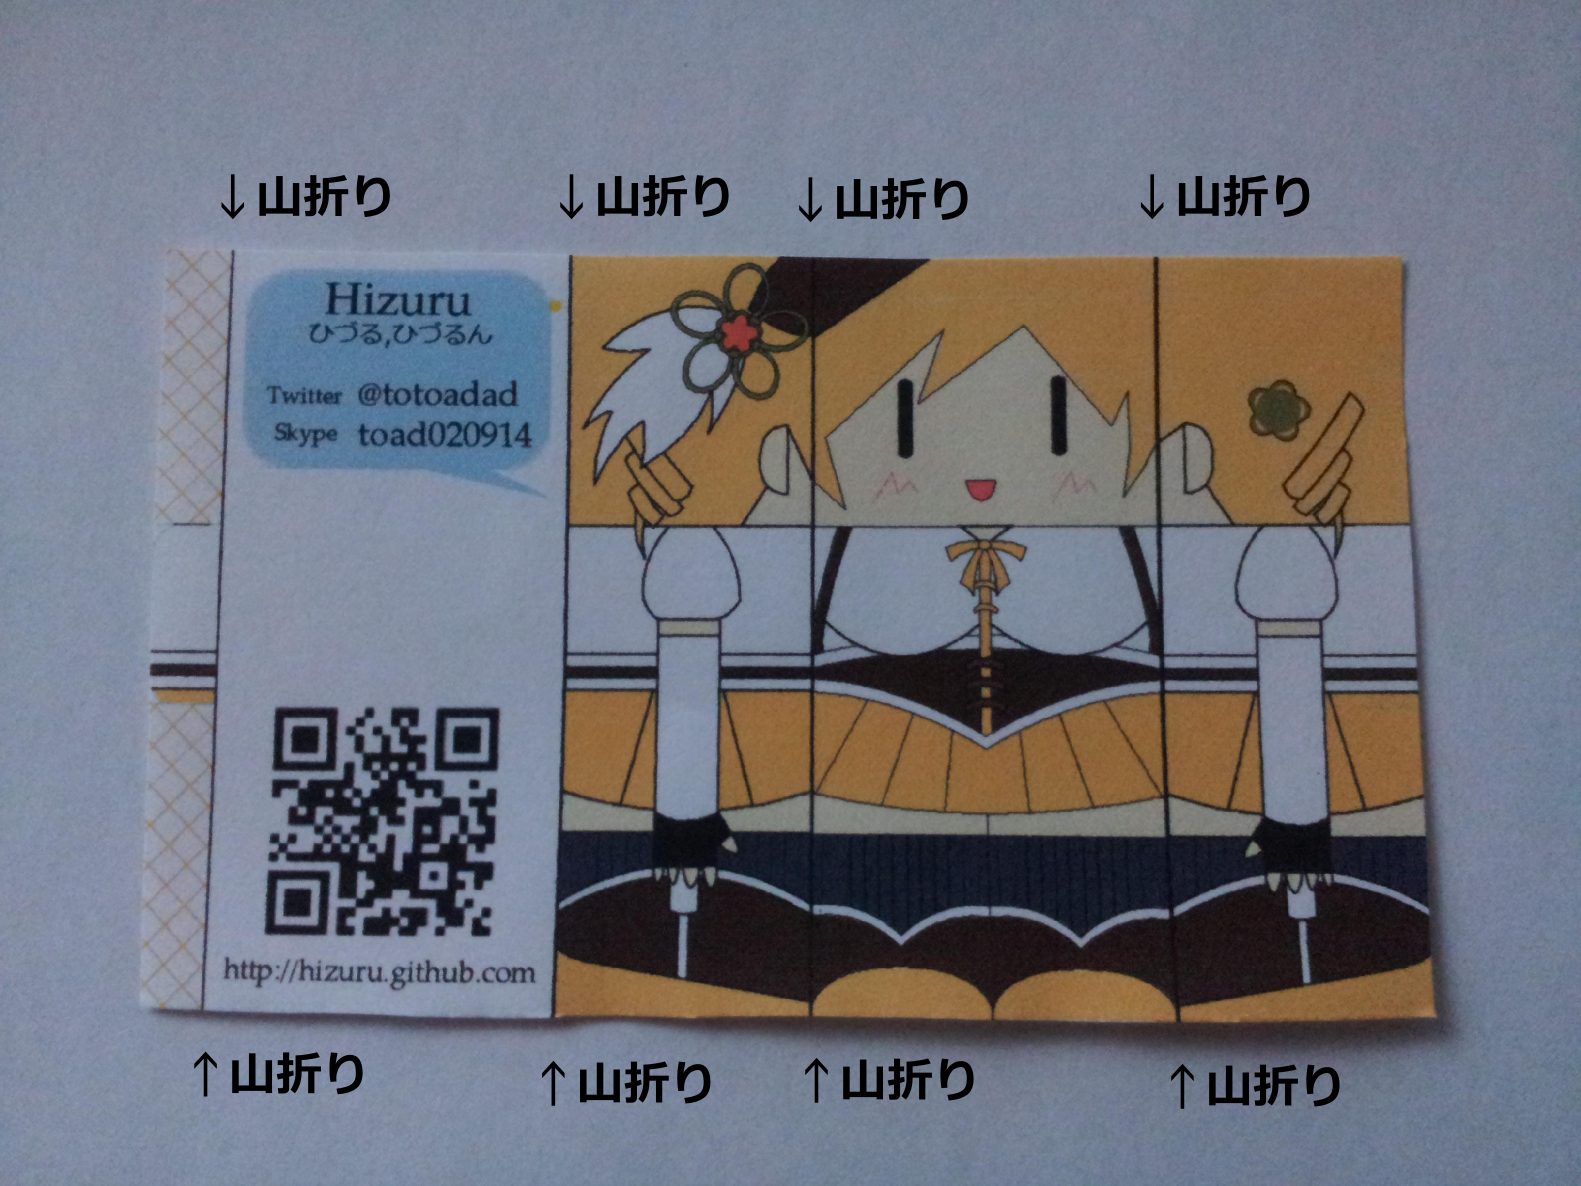 ↓山折り ↓山折り ↓山折り ↓山折り
Hizuru
ひづる,ひづるん
Twitter @totoadad
Skype toad020914
http://hizuru.github.com
↑山折り ↑山折り ↑山折り ↑山折り